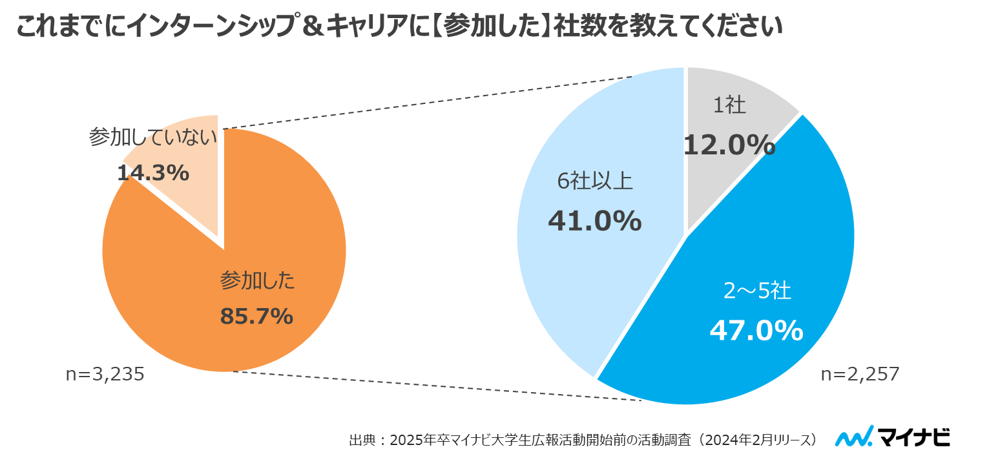 これまでにインターンシップ＆キャリアに【参加した】社数を教えてください
参加していない
14.3%
参加した
85.7%
n=3,235
1社
12.0%
6社以上
41.0%
2～5社
47.0%
n=2,257
出典：2025年卒マイナビ大学生広報活動開始前の活動調査（2024年2月リリース）
マイナビ